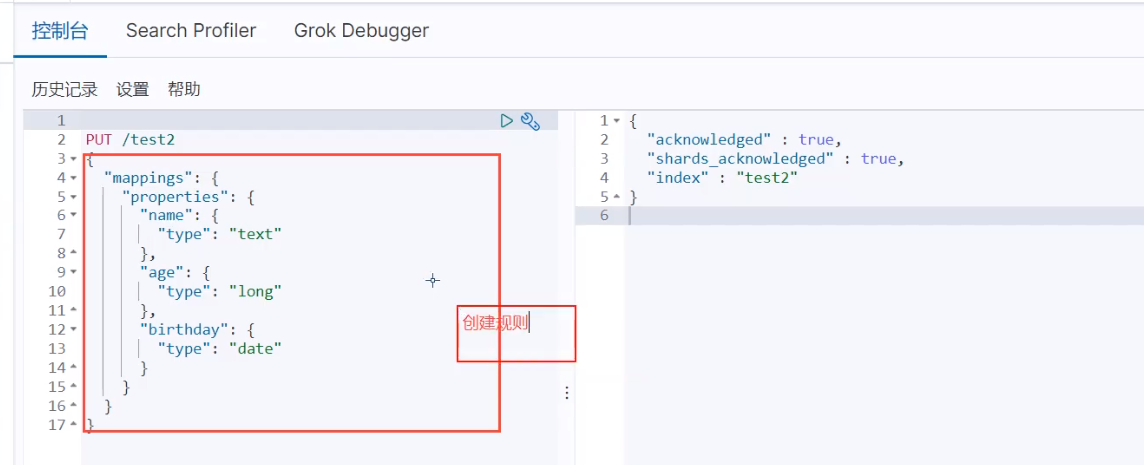 控制台 Search Profiler Grok Debugger
历史记录 设置 帮助
1
2 PUT /test2
3 {
4 "mappings": {
5 "properties": {
6 "name": {
7 "type": "text"
8 },
9 "age": {
10 "type": "long"
11 },
12 "birthday": {
13 "type": "date"
14 }
15 }
16 }
17 }
创建规则
1 {
2 "acknowledged" : true,
3 "shards_acknowledged" : true,
4 "index" : "test2"
5 }
6